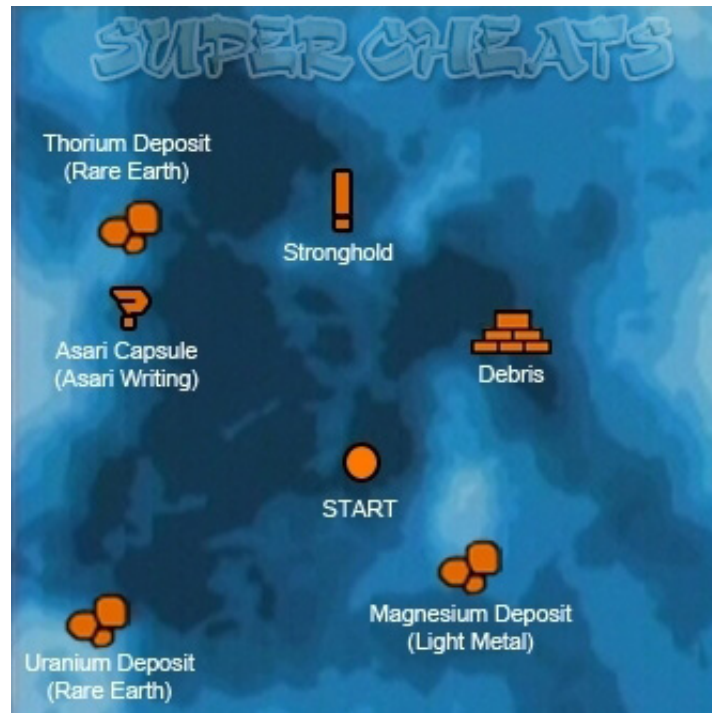 SUPER CHEATS
Thorium Deposit
(Rare Earth)
Stronghold
Asari Capsule
(Asari Writing)
Debris
START
Magnesium Deposit
(Light Metal)
Uranium Deposit
(Rare Earth)